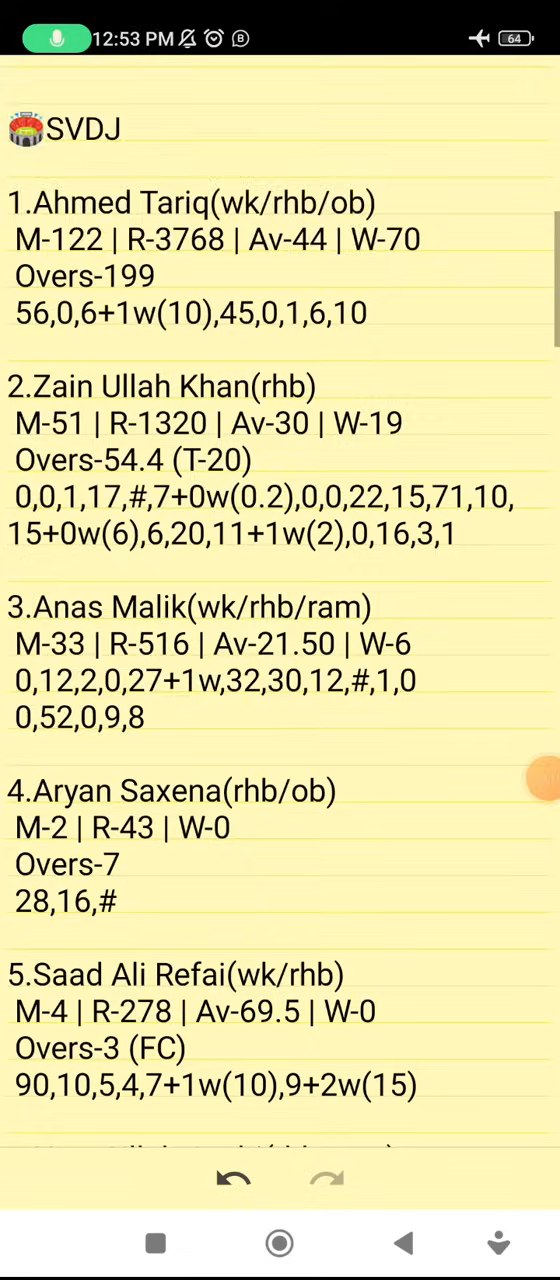 12:53 PM
64
SVDJ
1.Ahmed Tariq(wk/rhb/ob)
M-122 | R-3768 | Av-44 | W-70
Overs-199
56,0,6+1w(10),45,0,1,6,10
2.Zain Ullah Khan(rhb)
M-51 | R-1320 | Av-30 | W-19
Overs-54.4 (T-20)
0,0,1,17,#,7+0w(0.2),0,0,22,15,71,10,
15+0w(6),6,20,11+1w(2),0,16,3,1
3.Anas Malik(wk/rhb/ram)
M-33 | R-516 | Av-21.50 | W-6
0,12,2,0,27+1w,32,30,12,#,1,0
0,52,0,9,8
4.Aryan Saxena(rhb/ob)
M-2 | R-43 | W-0
Overs-7
28,16,#
5.Saad Ali Refai(wk/rhb)
M-4 | R-278 | Av-69.5 | W-0
Overs-3 (FC)
90,10,5,4,7+1w(10),9+2w(15)